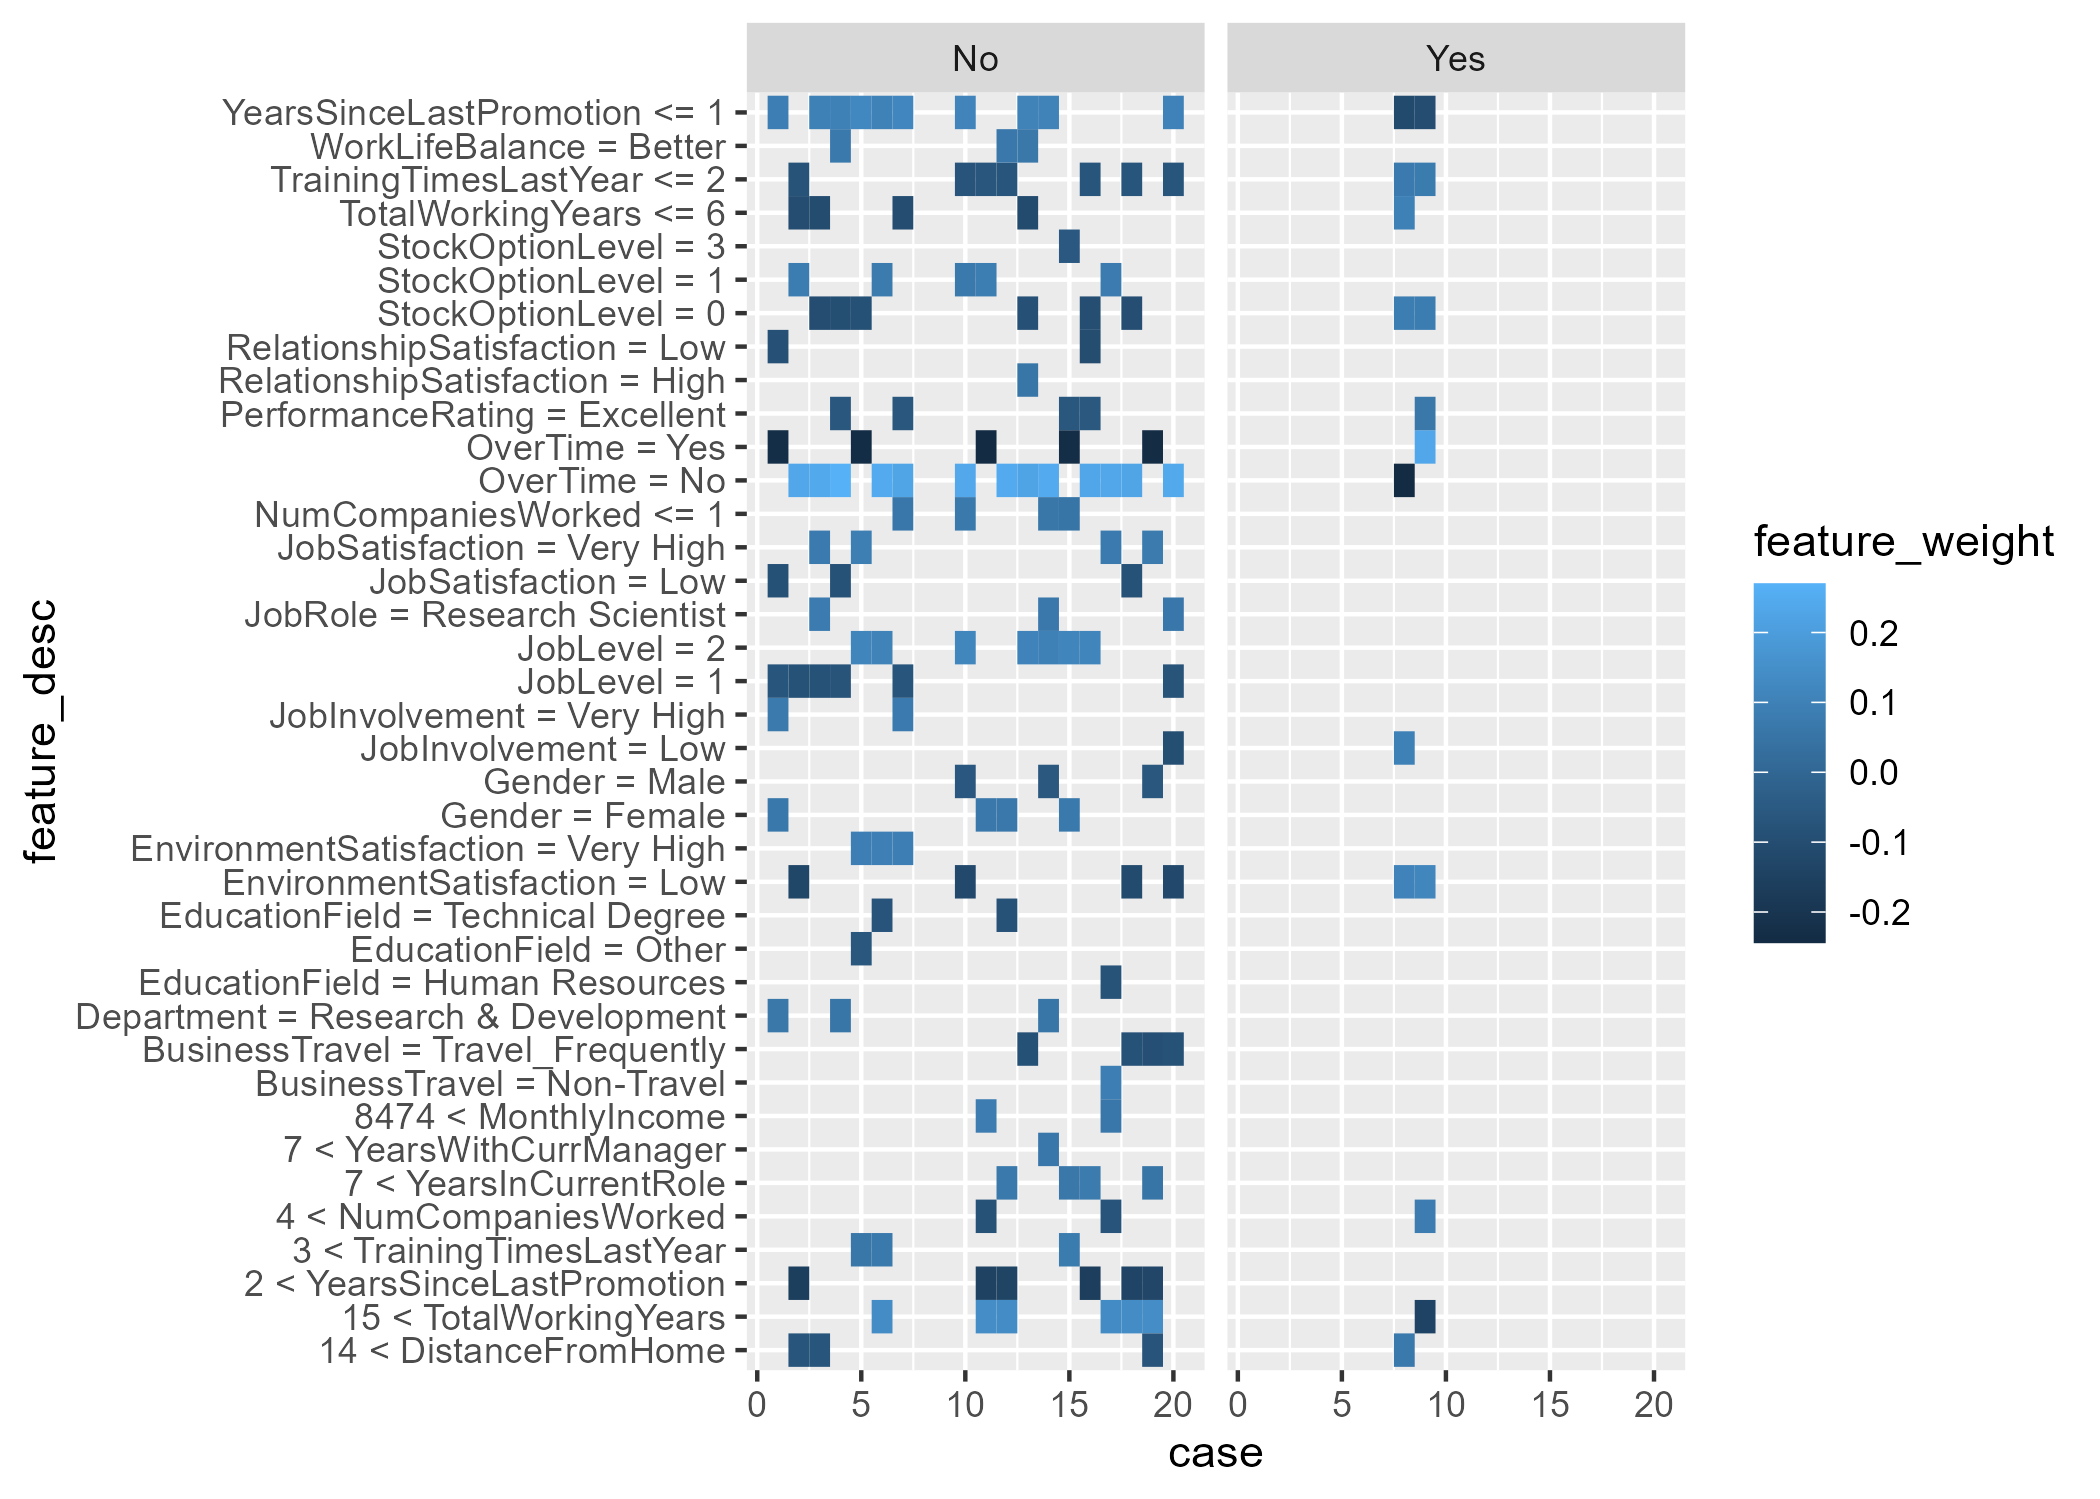 No
Yes
YearsSinceLastPromotion <= 1
WorkLifeBalance = Better
TrainingTimesLastYear <= 2
TotalWorkingYears <= 6
StockOptionLevel = 3
StockOptionLevel = 1
StockOptionLevel = 0
RelationshipSatisfaction = Low
RelationshipSatisfaction = High
PerformanceRating = Excellent
OverTime = Yes
OverTime = No
NumCompaniesWorked <= 1
JobSatisfaction = Very High
JobSatisfaction = Low
JobRole = Research Scientist
JobLevel = 2
JobLevel = 1
JobInvolvement = Very High
JobInvolvement = Low
Gender = Male
Gender = Female
EnvironmentSatisfaction = Very High
EnvironmentSatisfaction = Low
EducationField = Technical Degree
EducationField = Other
EducationField = Human Resources
Department = Research & Development
BusinessTravel = Travel_Frequently
BusinessTravel = Non-Travel
8474 < MonthlyIncome
7 < YearsWithCurrManager
7 < YearsInCurrentRole
4 < NumCompaniesWorked
3 < TrainingTimesLastYear
2 < YearsSinceLastPromotion
15 < TotalWorkingYears
14 < DistanceFromHome
feature_desc
0 5 10 15 20
0 5 10 15 20
case
feature_weight
0.2
0.1
0.0
-0.1
-0.2